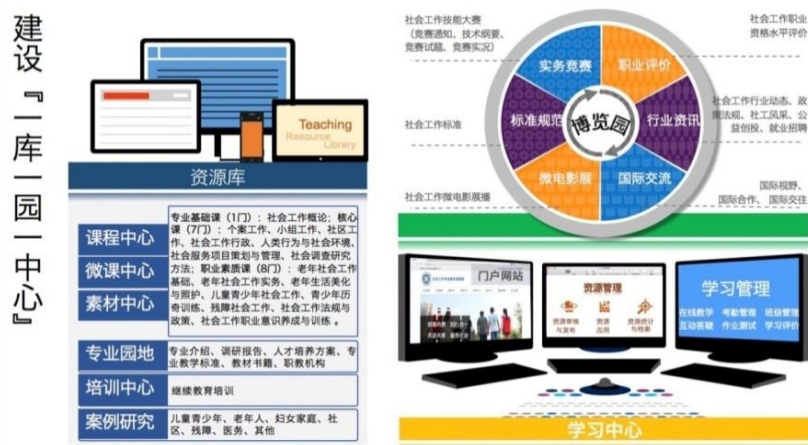 建设『一库一园一中心』
Teaching
Resource
Library
资源库
课程中心
微课中心
素材中心
专业基础课（1门）：社会工作概论；核心
课（7门）：个案工作、小组工作、社区工
作、社会工作行政、人类行为与社会环境、
社会服务项目策划与管理、社会调查研究
方法；职业素质课（8门）：老年社会工作
基础、老年社会工作实务、老年生活美化
与照护、儿童青少年社会工作、青少年历
奇训练、残障社会工作、社会工作法规与
政策、社会工作职业意识养成与训练 。
专业园地
专业介绍、调研报告、人才培养方案、专
业教学标准、教材书籍、职教机构
培训中心
继续教育培训
案例研究
儿童青少年、老年人、妇女家庭、社
区、残障、医务、其他
社会工作技能大赛
（竞赛通知、技术纲要、
竞赛试题、竞赛实况）
社会工作标准
社会工作微电影展播
实务竞赛
职业评价
标准规范
博览园
行业资讯
微电影展
国际交流
社会工作职业
资格水平评价
社会工作行业动态、政
策法规、社工风采、公
益创投、就业招聘
国际视野、
国际合作、国际交往
门户网站
资源管理
资源审核
与发布
资源
应用
资源统计
与检索
学习管理
在线教学 考勤管理 班级管理
互动答疑 作业测试 学习评价
学习中心